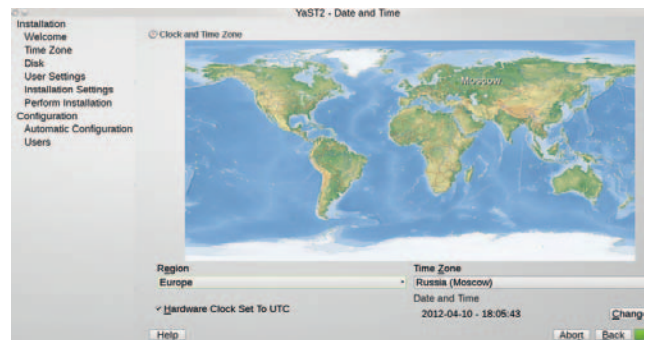 YaST2 - Date and Time
Installation
Welcome
Time Zone
Disk
User Settings
Installation Settings
Perform Installation
Configuration
Automatic Configuration
Users
Clock and Time Zone
Moscow
Region
Europe
Time Zone
Russia (Moscow)
Hardware Clock Set To UTC
Date and Time
2012-04-10 - 18:05:43
Chang
Help
Abort
Back